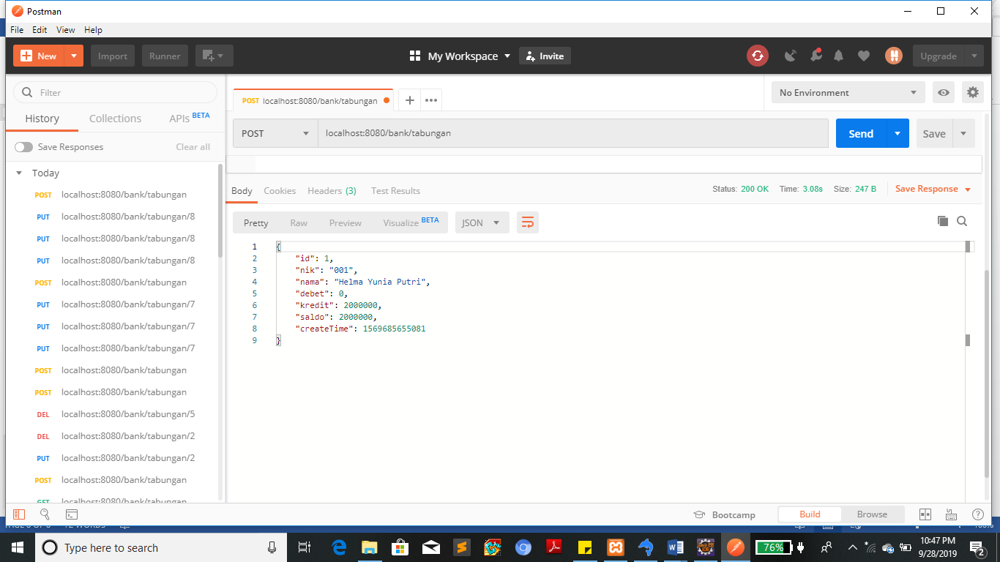 Postman
File Edit View Help
New Import Runner My Workspace Invite Upgrade
Filter
History Collections APIs BETA
Save Responses Clear all
Today
POST localhost:8080/bank/tabungan
PUT localhost:8080/bank/tabungan/8
PUT localhost:8080/bank/tabungan/8
PUT localhost:8080/bank/tabungan/8
POST localhost:8080/bank/tabungan
PUT localhost:8080/bank/tabungan/7
PUT localhost:8080/bank/tabungan/7
PUT localhost:8080/bank/tabungan/7
POST localhost:8080/bank/tabungan
POST localhost:8080/bank/tabungan
DEL localhost:8080/bank/tabungan/5
DEL localhost:8080/bank/tabungan/2
PUT localhost:8080/bank/tabungan/2
POST localhost:8080/bank/tabungan
GET localhost:8080/bank/tabungan
POST localhost:8080/bank/tabungan
No Environment
POST localhost:8080/bank/tabungan Send Save
Body Cookies Headers (3) Test Results Status: 200 OK Time: 3.08s Size: 247 B Save Response
Pretty Raw Preview Visualize BETA JSON
1 {
2 "id": 1,
3 "nik": "001",
4 "nama": "Helma Yunia Putri",
5 "debet": 0,
6 "kredit": 2000000,
7 "saldo": 2000000,
8 "createTime": 1569685655081
9 }
Bootcamp Build Browse
Type here to search
76%
10:47 PM
9/28/2019
2